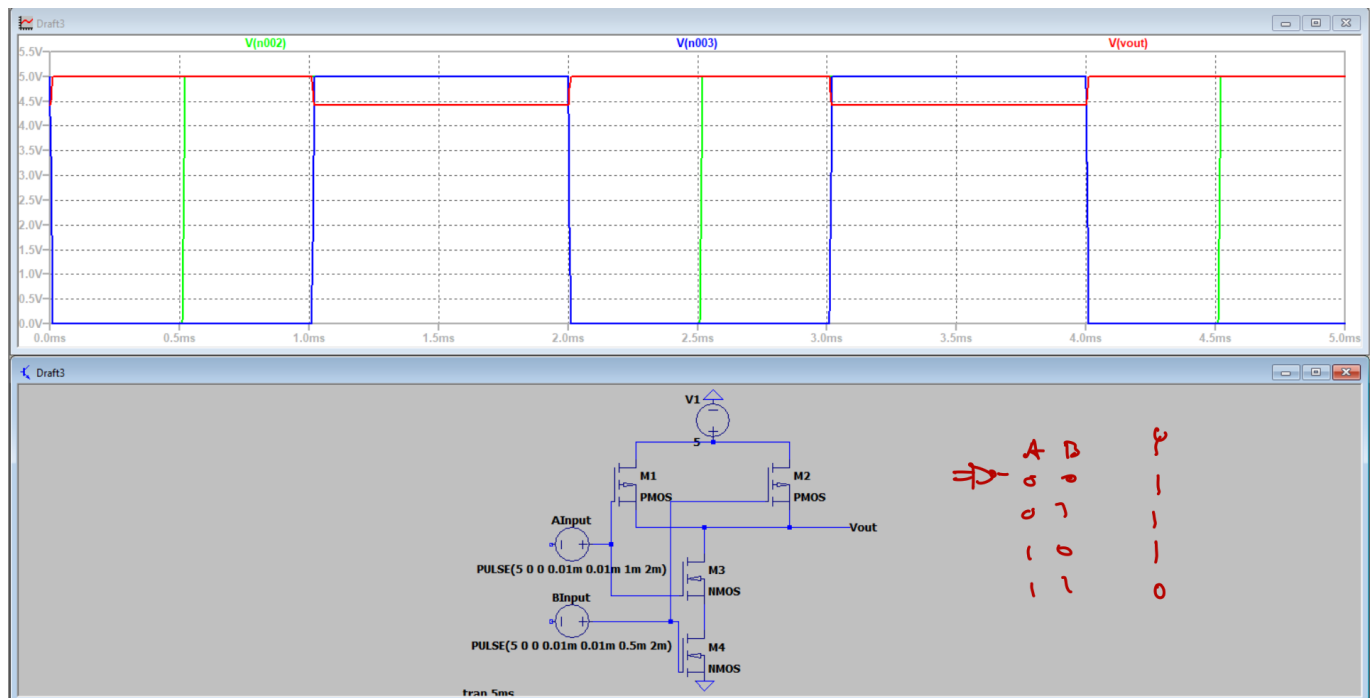 Draft3
V(n002) V(n003) V(vout)
5.5V
5.0V
4.5V
4.0V
3.5V
3.0V
2.5V
2.0V
1.5V
1.0V
0.5V
0.0V
0.0ms 0.5ms 1.0ms 1.5ms 2.0ms 2.5ms 3.0ms 3.5ms 4.0ms 4.5ms 5.0ms
Draft3
V1
5
M1
PMOS
M2
PMOS
AInput
Vout
PULSE(5 0 0 0.01m 0.01m 1m 2m)
M3
NMOS
BInput
PULSE(5 0 0 0.01m 0.01m 0.5m 2m)
M4
NMOS
tran 5ms
A B
0 0 1
0 1 1
1 0 1
1 1 0